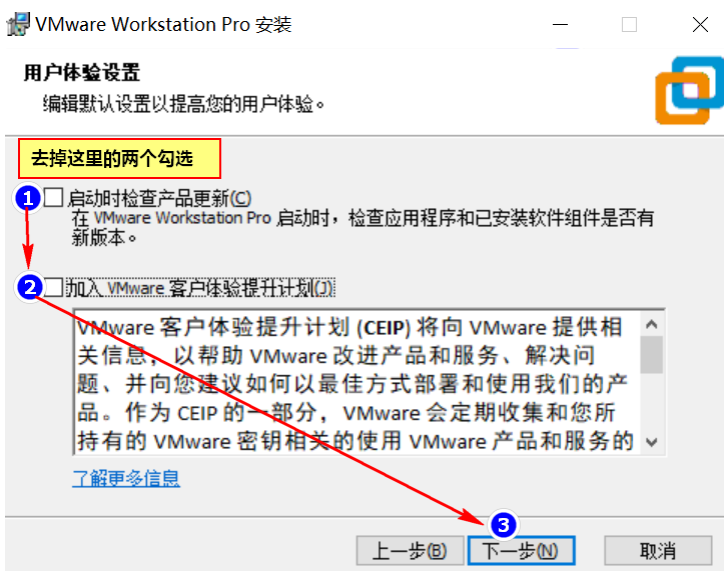 VMware Workstation Pro 安装
用户体验设置
编辑默认设置以提高您的用户体验。
去掉这里的两个勾选
1
启动时检查产品更新(C)
在 VMware Workstation Pro 启动时，检查应用程序和已安装软件组件是否有
新版本。
2
加入 VMware 客户体验提升计划(J)
VMware 客户体验提升计划 (CEIP) 将向 VMware 提供相
关信息，以帮助 VMware 改进产品和服务、解决问
题、并向您建议如何以最佳方式部署和使用我们的产
品。作为 CEIP 的一部分，VMware 会定期收集和您所
持有的 VMware 密钥相关的使用 VMware 产品和服务的
了解更多信息
3
上一步(B)
下一步(N)
取消